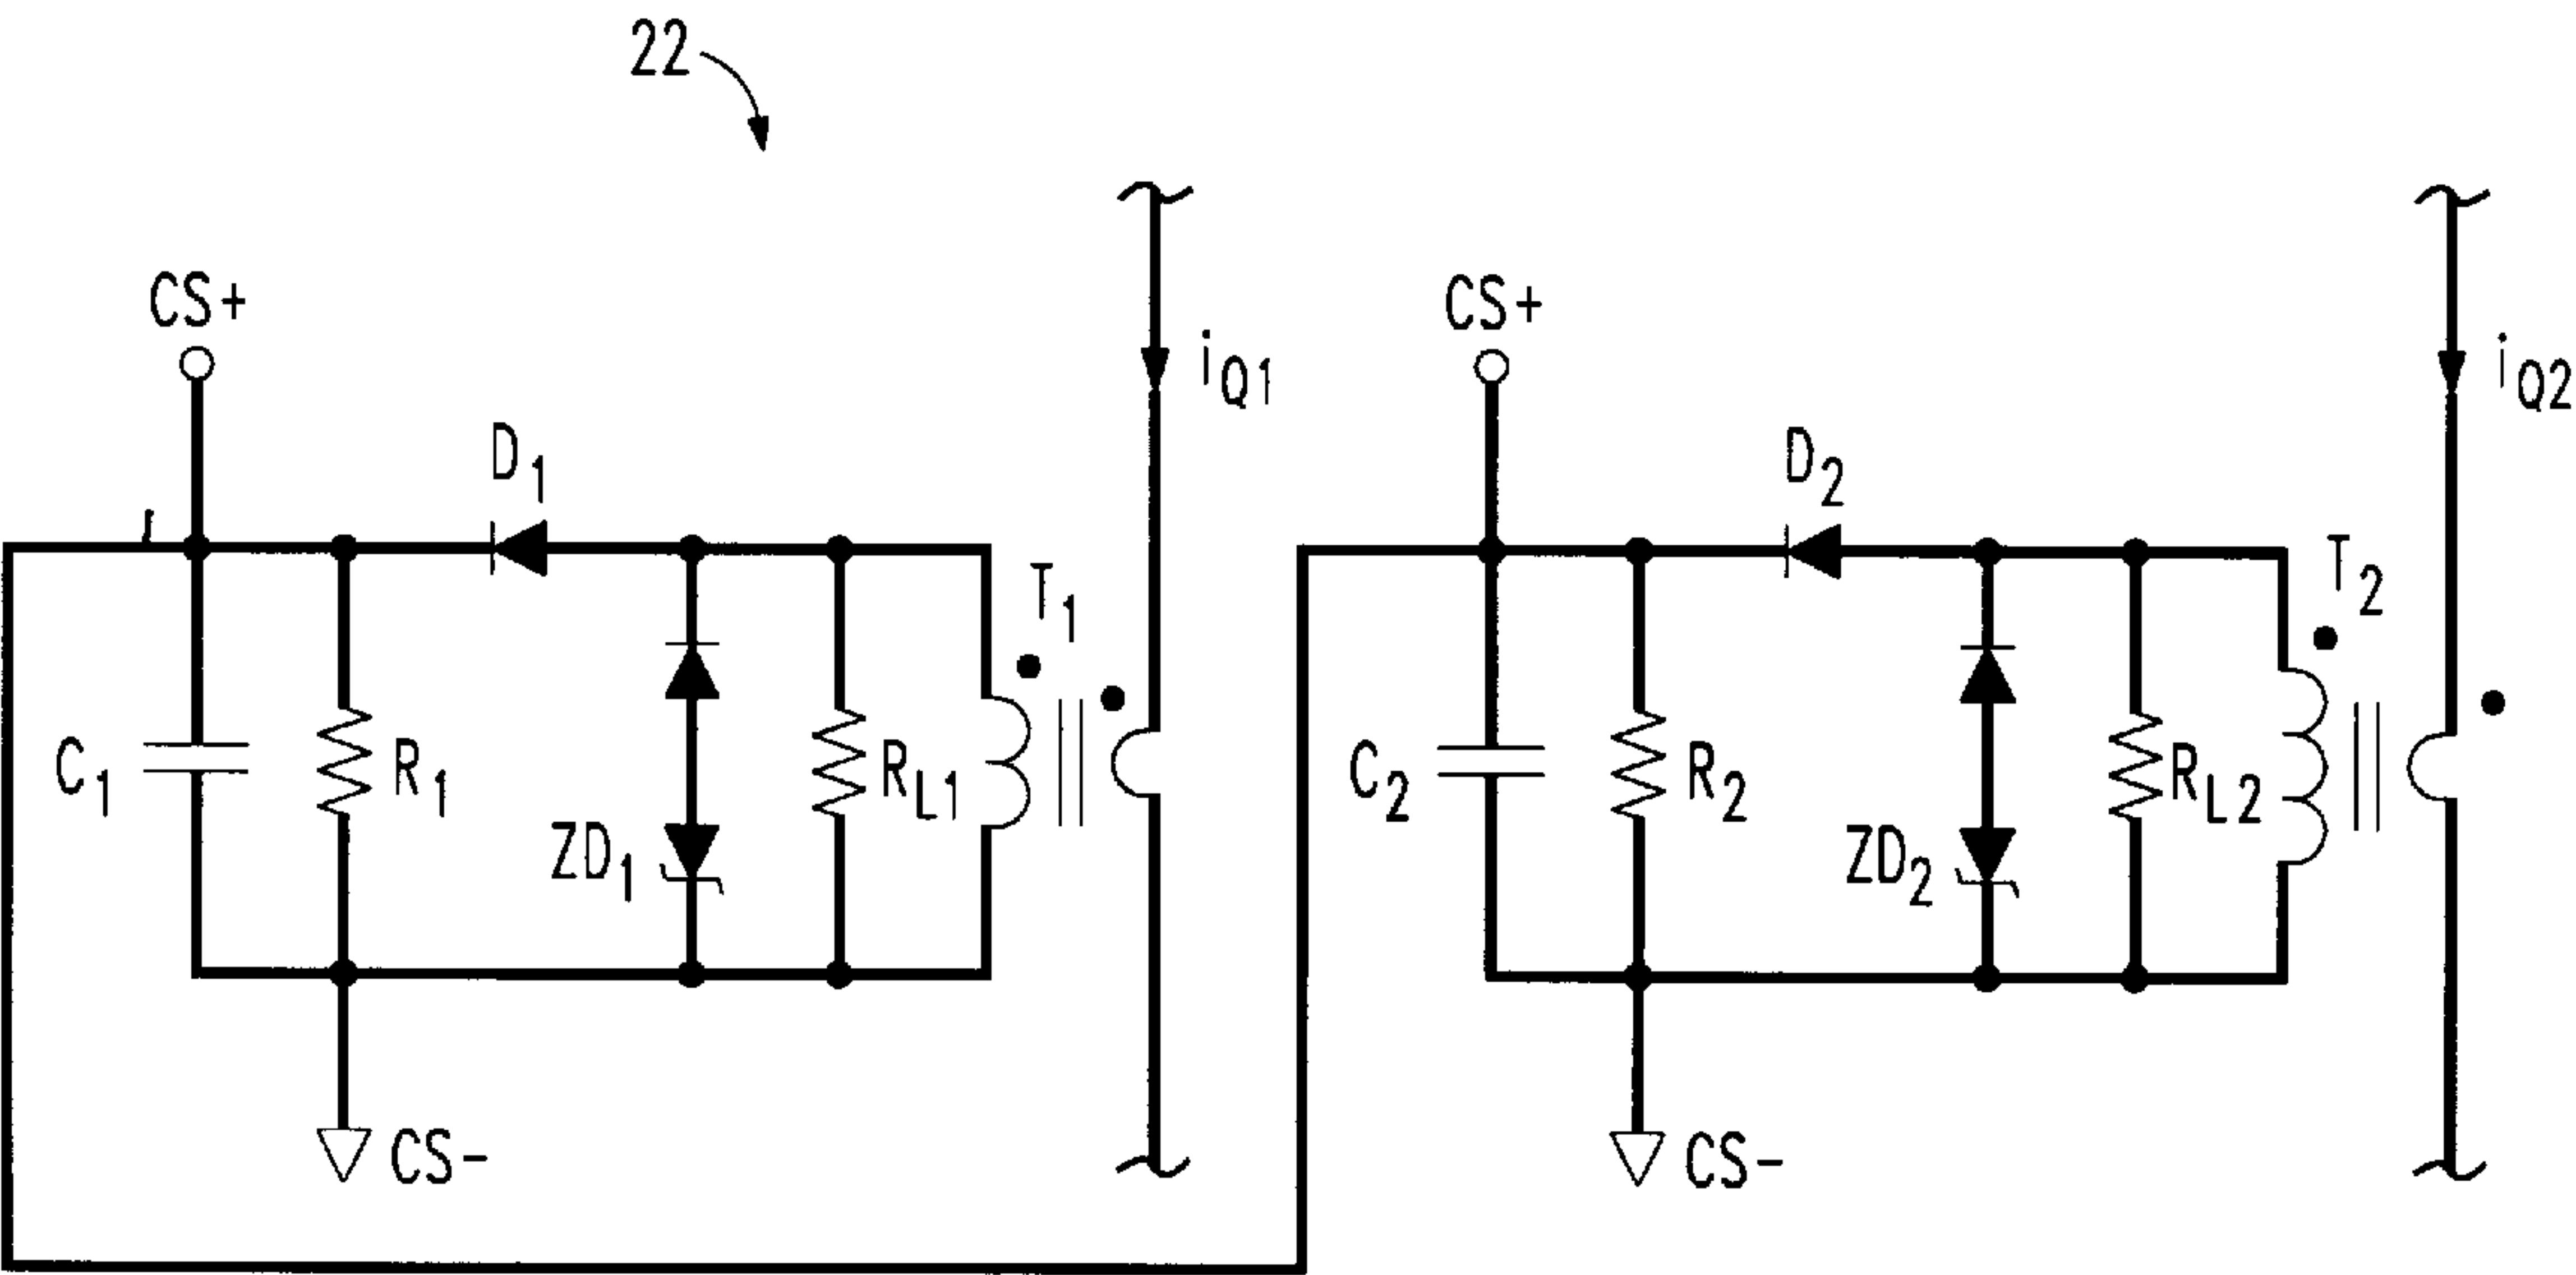 22
CS+
CS+
iQ1
iQ2
D1
D2
T1
T2
C1
R1
RL1
C2
R2
RL2
ZD1
ZD2
CS-
CS-